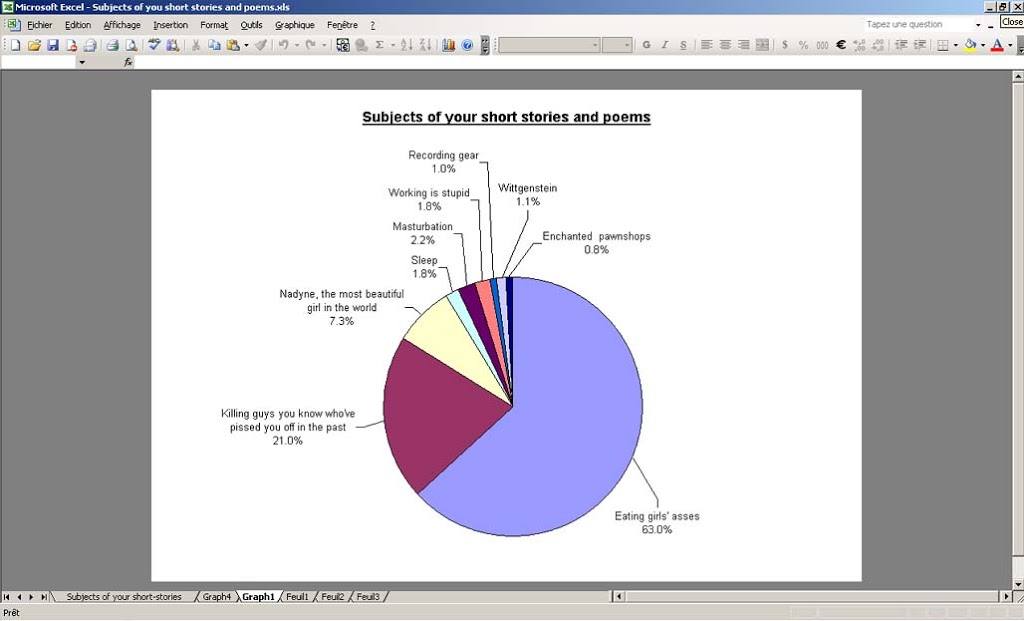 Microsoft Excel - Subjects of you short stories and poems.xls
Fichier Edition Affichage Insertion Format Outils Graphique Fenêtre ? Tapez une question
Close
G I S $ % 000 €
fx
Subjects of your short stories and poems
Recording gear
1.0%
Wittgenstein
1.1%
Working is stupid
1.8%
Masturbation
2.2%
Enchanted pawnshops
0.8%
Sleep
1.8%
Nadyne, the most beautiful
girl in the world
7.3%
Killing guys you know who've
pissed you off in the past
21.0%
Eating girls' asses
63.0%
Subjects of your short-stories Graph4 Graph1 Feuil1 Feuil2 Feuil3
Prêt